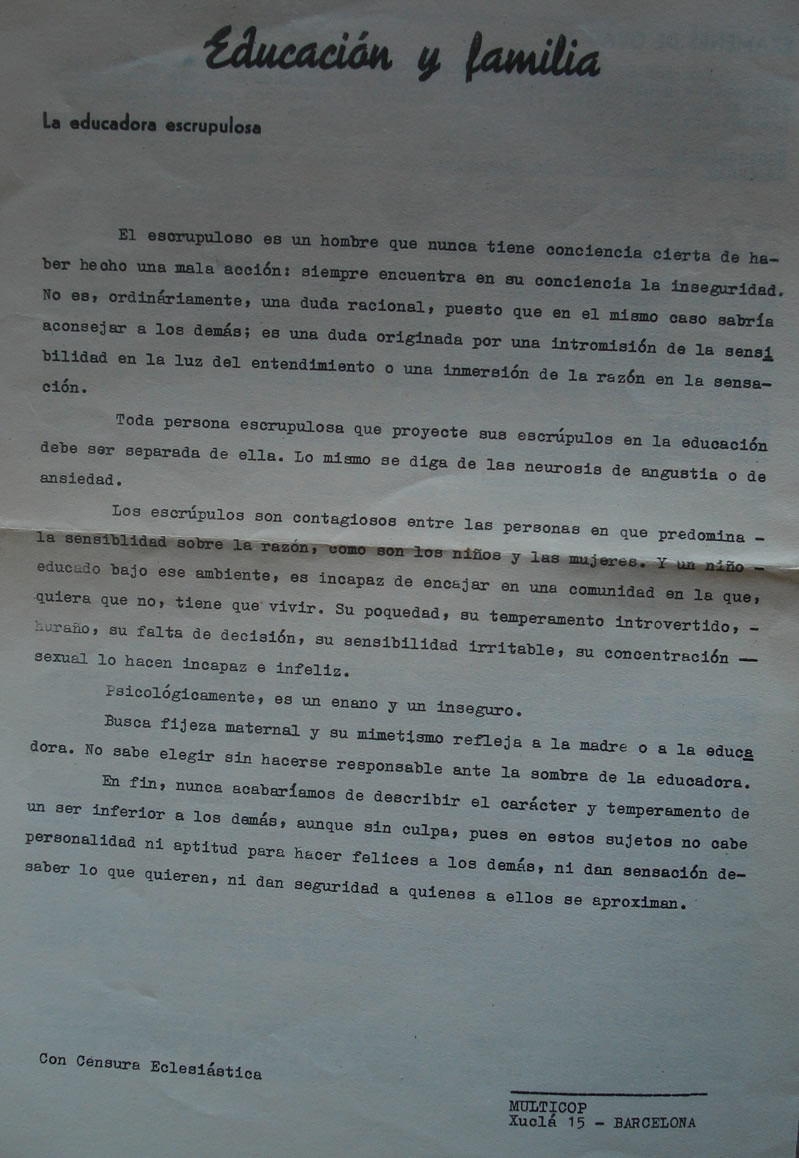 Educación y familia
La educadora escrupulosa
El escrupuloso es un hombre que nunca tiene conciencia cierta de ha-
ber hecho una mala acción: siempre encuentra en su conciencia la inseguridad.
No es, ordináriamente, una duda racional, puesto que en el mismo caso sabría
aconsejar a los demás; es una duda originada por una intromisión de la sensi
bilidad en la luz del entendimiento o una inmersión de la razón en la sensa-
ción.
Toda persona escrupulosa que proyecte sus escrúpulos en la educación
debe ser separada de ella. Lo mismo se diga de las neurosis de angustia o de
ansiedad.
Los escrúpulos son contagiosos entre las personas en que predomina -
la sensiblidad sobre la razón, como son los niños y las mujeres. Y un niño -
educado bajo ese ambiente, es incapaz de encajar en una comunidad en la que,
quiera que no, tiene que vivir. Su poquedad, su temperamento introvertido, -
huraño, su falta de decisión, su sensibilidad irritable, su concentración —
sexual lo hacen incapaz e infeliz.
Psicológicamente, es un enano y un inseguro.
Busca fijeza maternal y su mimetismo refleja a la madre o a la educa
dora. No sabe elegir sin hacerse responsable ante la sombra de la educadora.
En fin, nunca acabaríamos de describir el carácter y temperamento de
un ser inferior a los demás, aunque sin culpa, pues en estos sujetos no cabe
personalidad ni aptitud para hacer felices a los demás, ni dan sensación de-
saber lo que quieren, ni dan seguridad a quienes a ellos se aproximan.
Con Censura Eclesiástica
MULTICOP
Xuclá 15 - BARCELONA